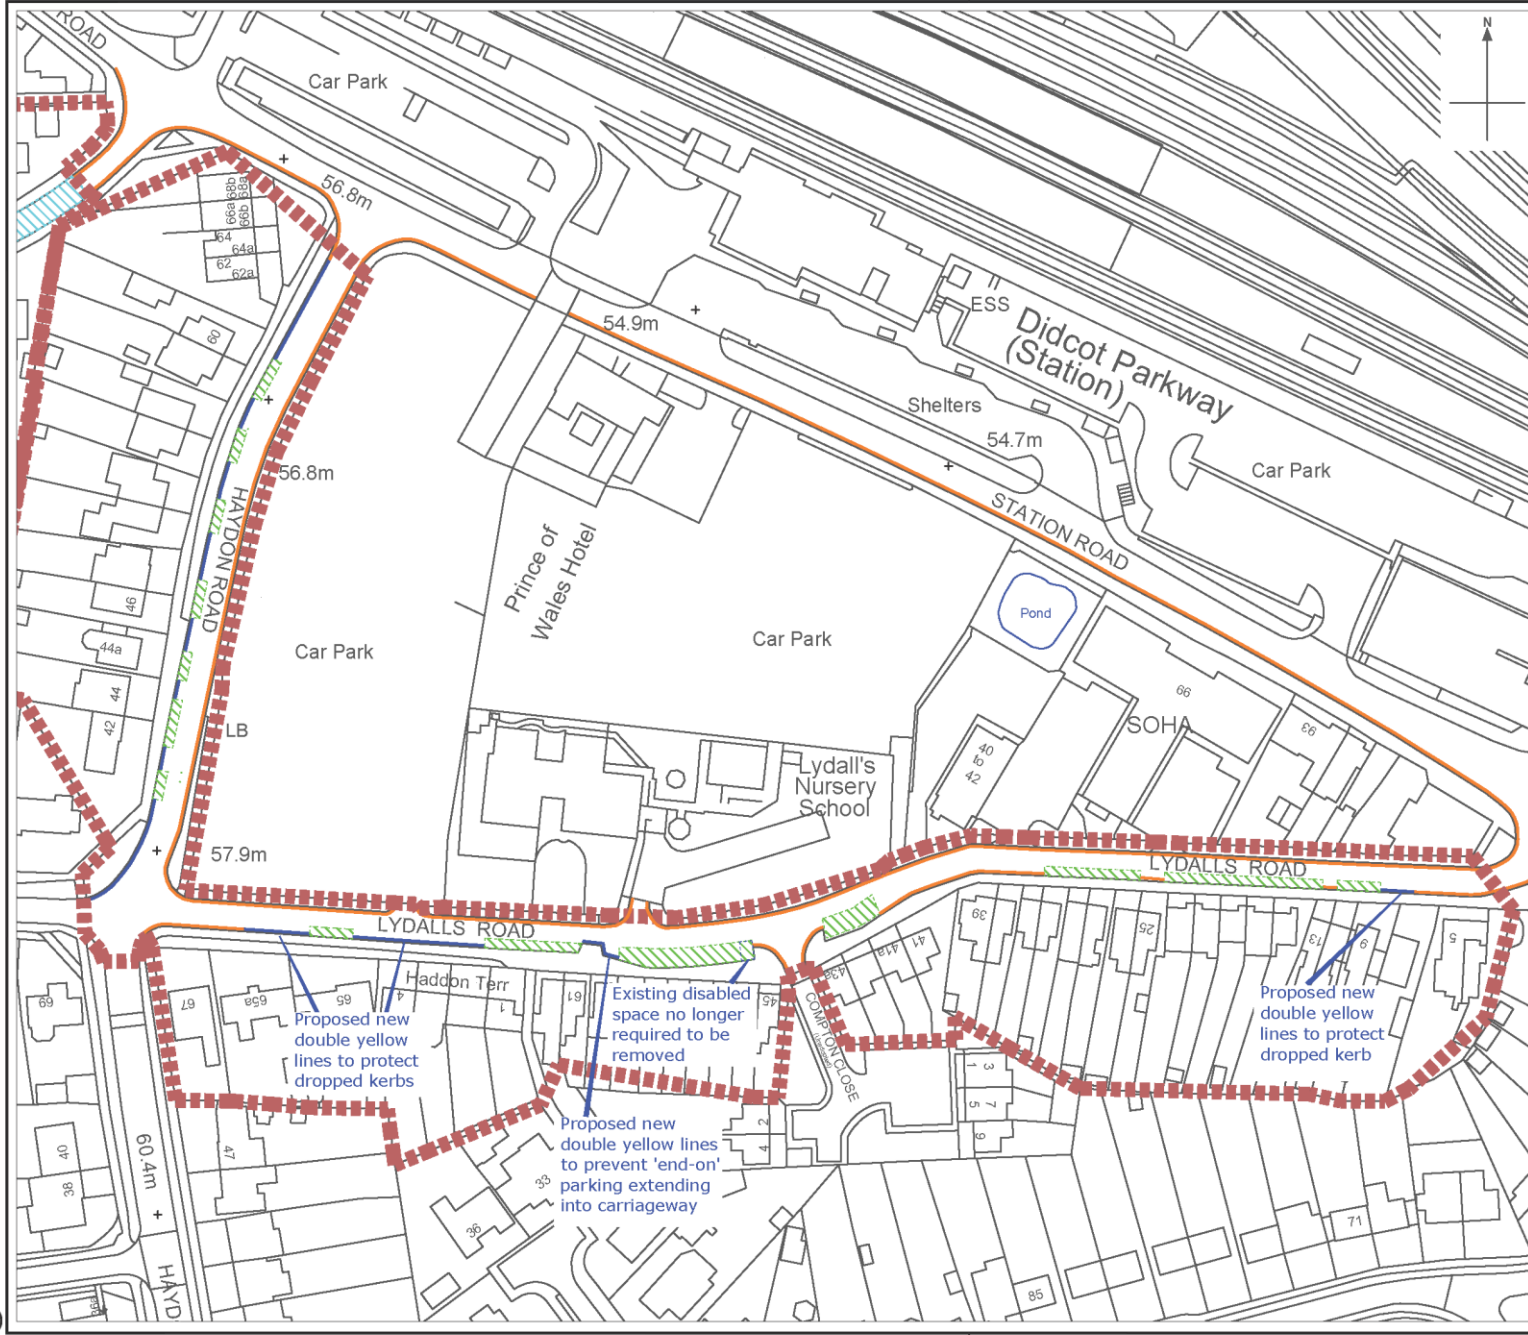 ROAD
N
Car Park
56.8m
68b
68a
66a
66b
64
64a
62
62a
60
54.9m
ESS
Didcot Parkway
(Station)
Shelters
54.7m
Car Park
STATION ROAD
56.8m
HAYDON ROAD
Prince of
Wales Hotel
Car Park
Car Park
Pond
46
44a
44
42
LB
66
SOHA
93
40
to
42
Lydall's
Nursery
School
57.9m
LYDALLS ROAD
LYDALLS ROAD
39
25
13
9
5
41
41a
43a
45
61
Haddon Terr
4
1
65
65a
67
69
Proposed new
double yellow
lines to protect
dropped kerbs
Existing disabled
space no longer
required to be
removed
Proposed new
double yellow
lines to protect
dropped kerb
COMPTON CLOSE
Proposed new
double yellow lines
to prevent 'end-on'
parking extending
into carriageway
1
3
5
7
9
2
4
33
36
47
40
38
60.4m
HAYD
36a
71
85